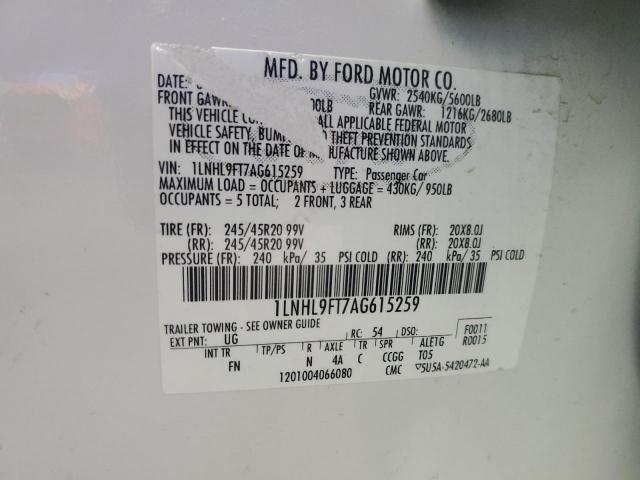 MFD. BY FORD MOTOR CO.
DATE: GVWR: 2540KG/5600LB
FRONT GAWR: 00LB REAR GAWR: 1216KG/2680LB
THIS VEHICLE CON ALL APPLICABLE FEDERAL MOTOR
VEHICLE SAFETY, BUMP THEFT PREVENTION STANDARDS
IN EFFECT ON THE DATE OF MANUFACTURE SHOWN ABOVE.
VIN: 1LNHL9FT7AG615259 TYPE: Passenger Car
MAXIMUM LOAD = OCCUPANTS + LUGGAGE = 430KG/950LB
OCCUPANTS = 5 TOTAL; 2 FRONT, 3 REAR
TIRE (FR): 245/45R20 99V RIMS (FR): 20X8.0J
(RR): 245/45R20 99V (RR): 20X8.0J
PRESSURE (FR): 240 kPa/ 35 PSI COLD (RR): 240 kPa/ 35 PSI COLD
1LNHL9FT7AG615259
TRAILER TOWING - SEE OWNER GUIDE
EXT PNT: UG RC: 54 DSO: F0011
INT TR TP/PS R AXLE TR SPR ALE1G R0015
FN N 4A C CCGG T05
1201004066080 CMC ▽5U5A-5420472-AA